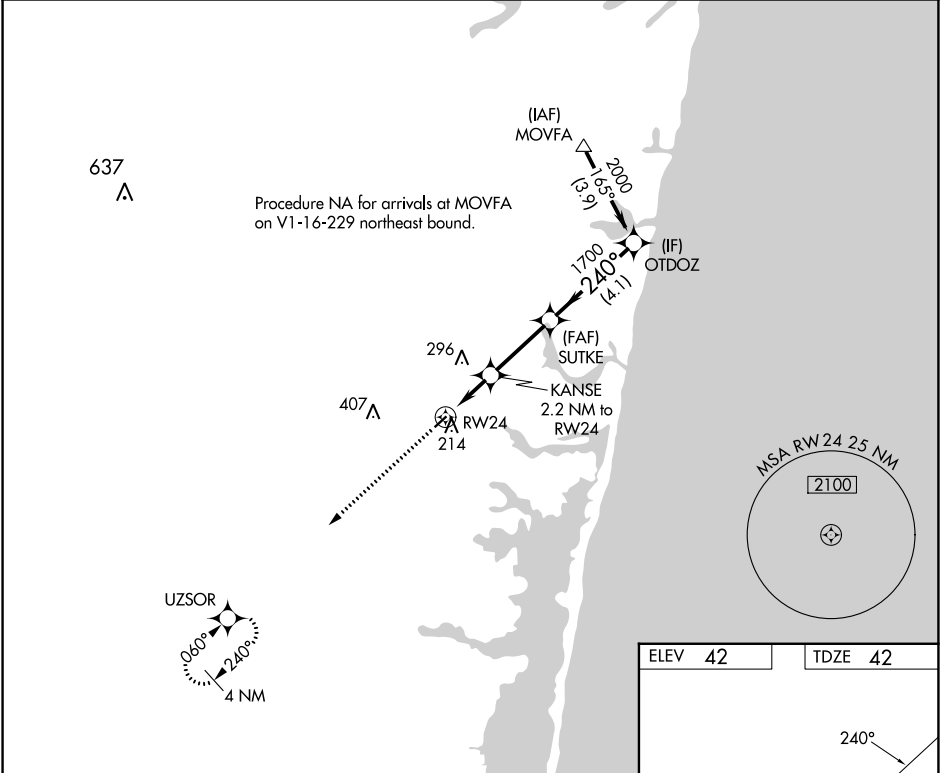 (IAF)
MOVFA
2000
165°
(3.9)
637
Procedure NA for arrivals at MOVFA
on V1-16-229 northeast bound.
(IF)
OTDOZ
1700
240°
(4.1)
(FAF)
SUTKE
296
KANSE
2.2 NM to
RW24
407
RW24
214
MSA RW24 25 NM
2100
UZSOR
060°
240°
4 NM
ELEV 42
TDZE 42
240°